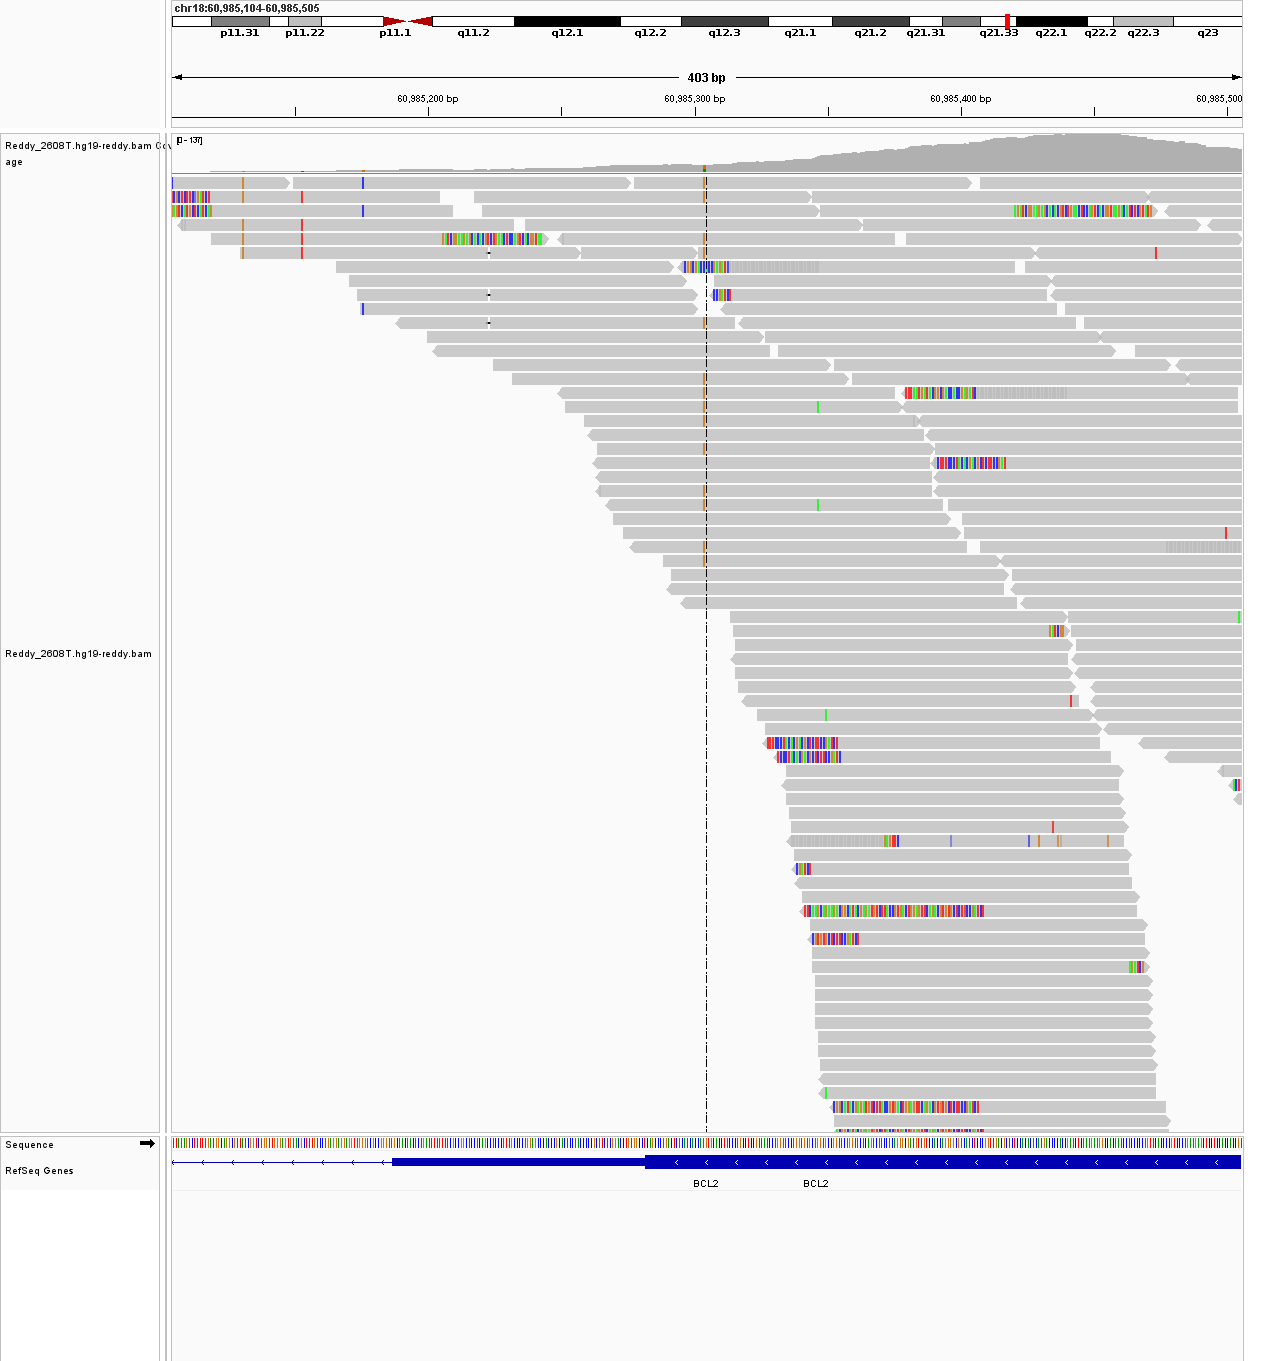 chr18:60,985,104-60,985,505
p11.31 p11.22 p11.1 q11.2 q12.1 q12.2 q12.3 q21.1 q21.2 q21.31 q21.33 q22.1 q22.2 q22.3 q23
403 bp
60,985,200 bp 60,985,300 bp 60,985,400 bp 60,985,500
Reddy_2608T.hg19-reddy.bam Cov
age
[0 - 137]
Reddy_2608T.hg19-reddy.bam
Sequence
RefSeq Genes
BCL2 BCL2